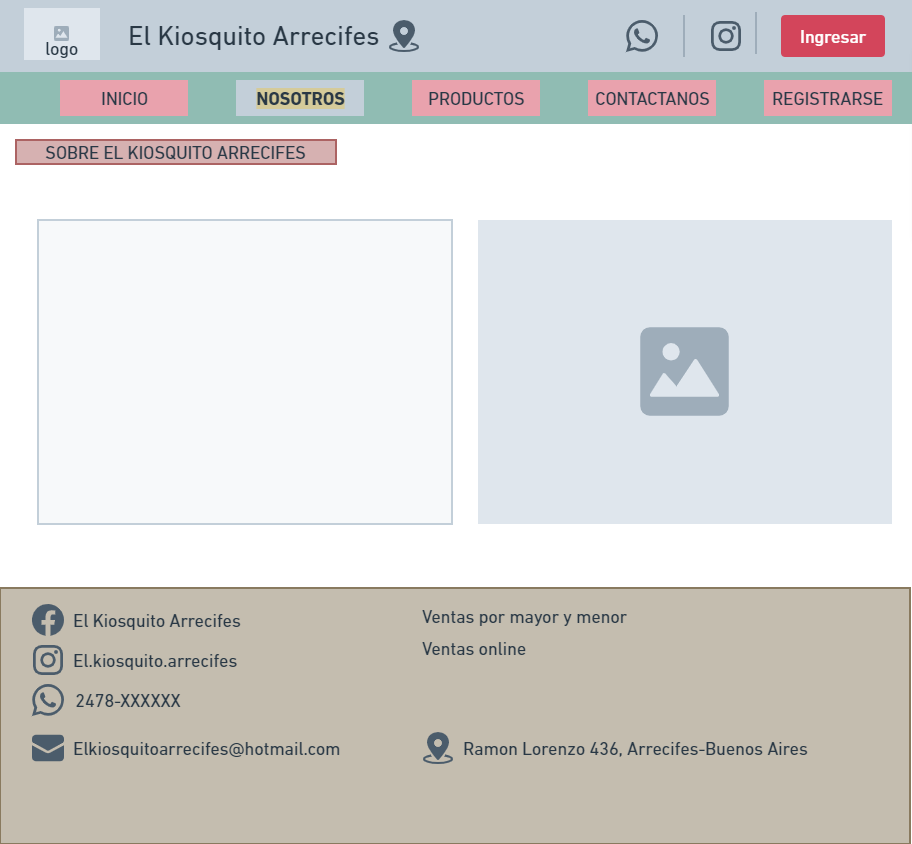 logo
El Kiosquito Arrecifes
Ingresar
INICIO
NOSOTROS
PRODUCTOS
CONTACTANOS
REGISTRARSE
SOBRE EL KIOSQUITO ARRECIFES
El Kiosquito Arrecifes
El.kiosquito.arrecifes
2478-XXXXXX
Elkiosquitoarrecifes@hotmail.com
Ventas por mayor y menor
Ventas online
Ramon Lorenzo 436, Arrecifes-Buenos Aires